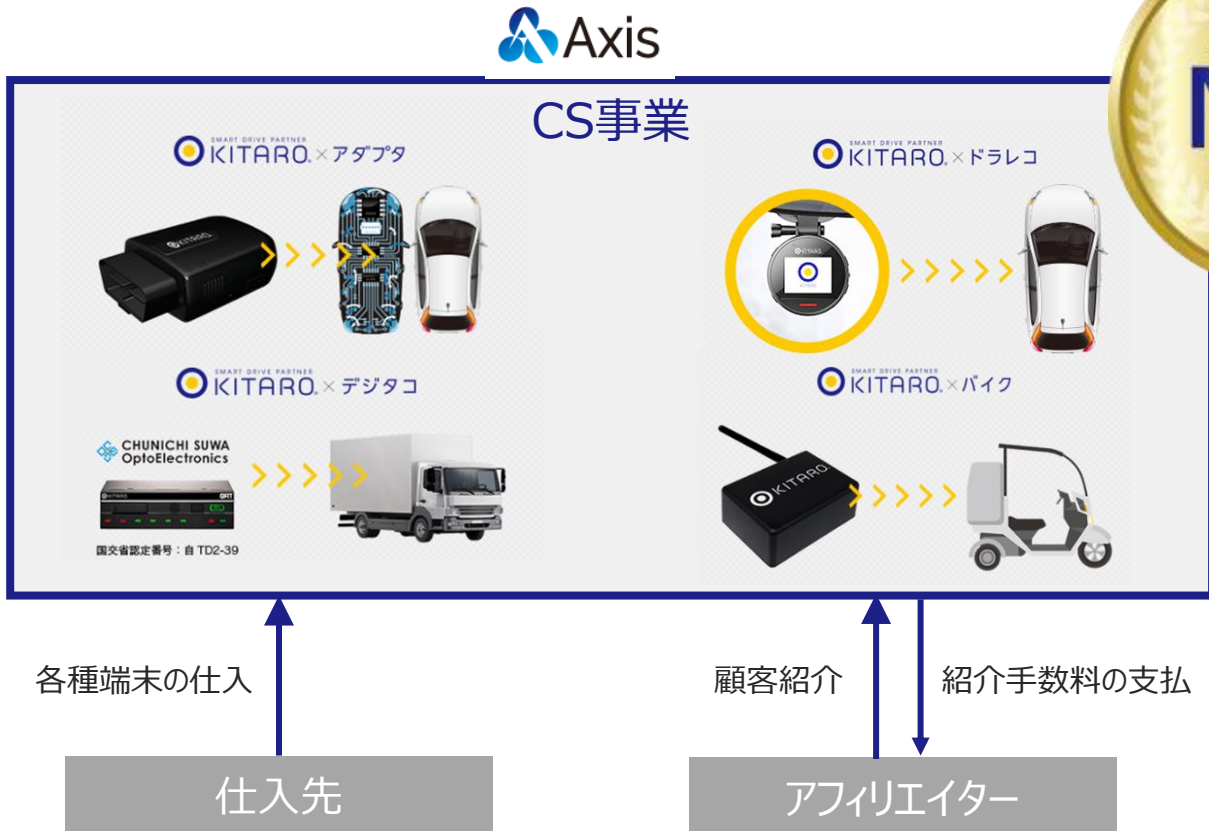 Axis
CS事業
SMART DRIVE PARTNER
KITARO.×アダプタ
KITARO.
SMART DRIVE PARTNER
KITARO.×ドラレコ
KITARO.
SMART DRIVE PARTNER
KITARO.×デジタコ
CHUNICHI SUWA
OptoElectronics
KITARO
国交省認定番号：自 TD2-39
SMART DRIVE PARTNER
KITARO.×バイク
KITARO.
各種端末の仕入
顧客紹介
紹介手数料の支払
仕入先
アフィリエイター